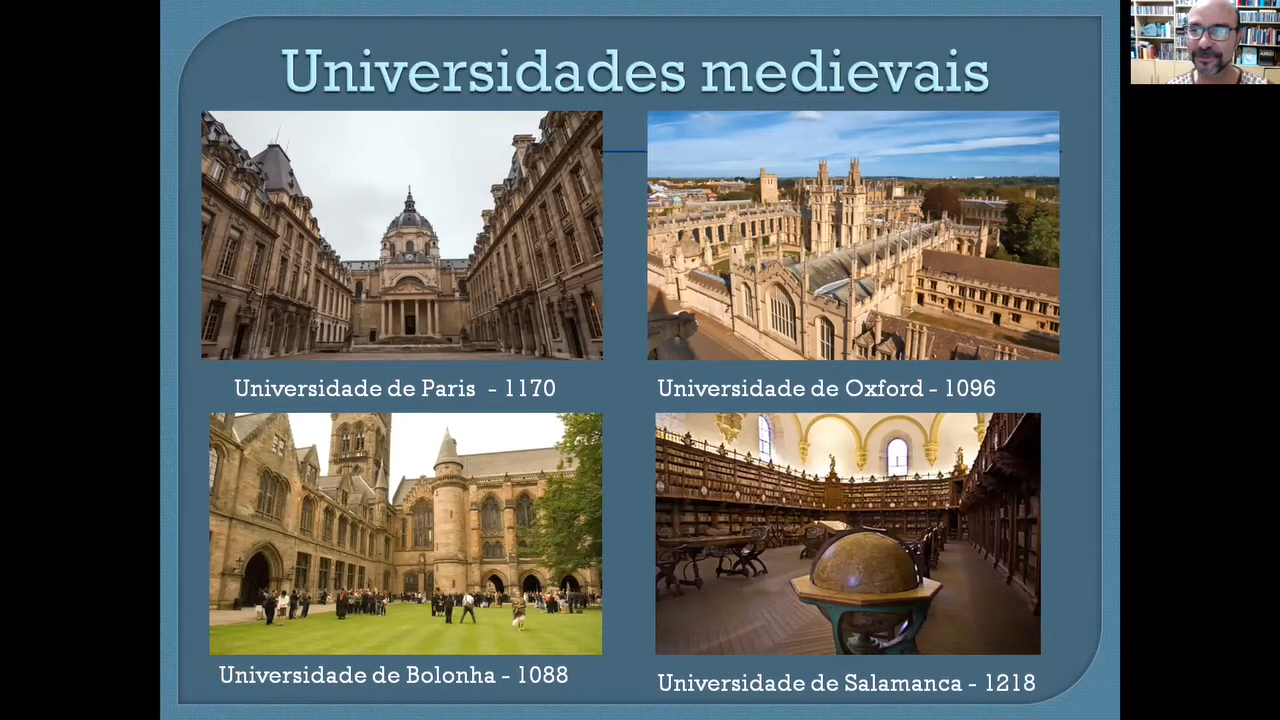 Universidades medievais
Universidade de Paris - 1170
Universidade de Oxford - 1096
Universidade de Bolonha - 1088
Universidade de Salamanca - 1218